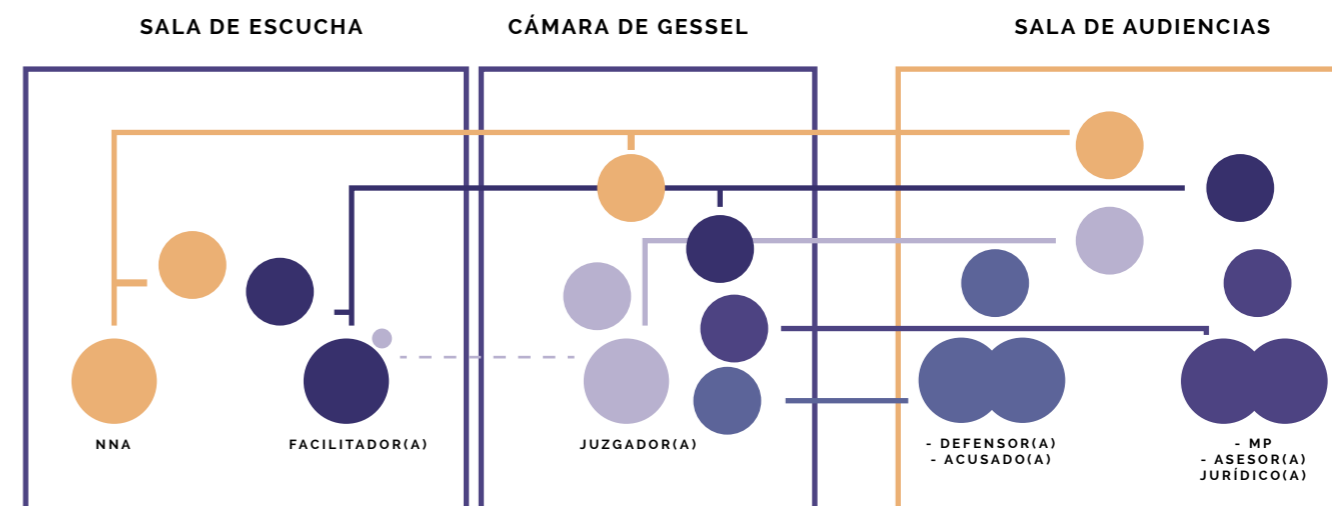 SALA DE ESCUCHA
CÁMARA DE GESSEL
SALA DE AUDIENCIAS
NNA
FACILITADOR(A)
JUZGADOR(A)
- DEFENSOR(A)
- ACUSADO(A)
- MP
- ASESOR(A)
JURÍDICO(A)